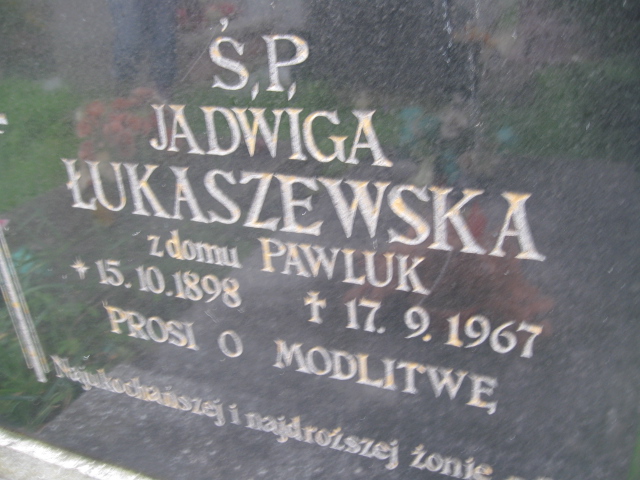 Ś.P.
JADWIGA
ŁUKASZEWSKA
z domu PAWLUK
* 15.10.1898 † 17. 9. 1967
PROSI O MODLITWĘ
Najukochańszej i najdroższej żonie